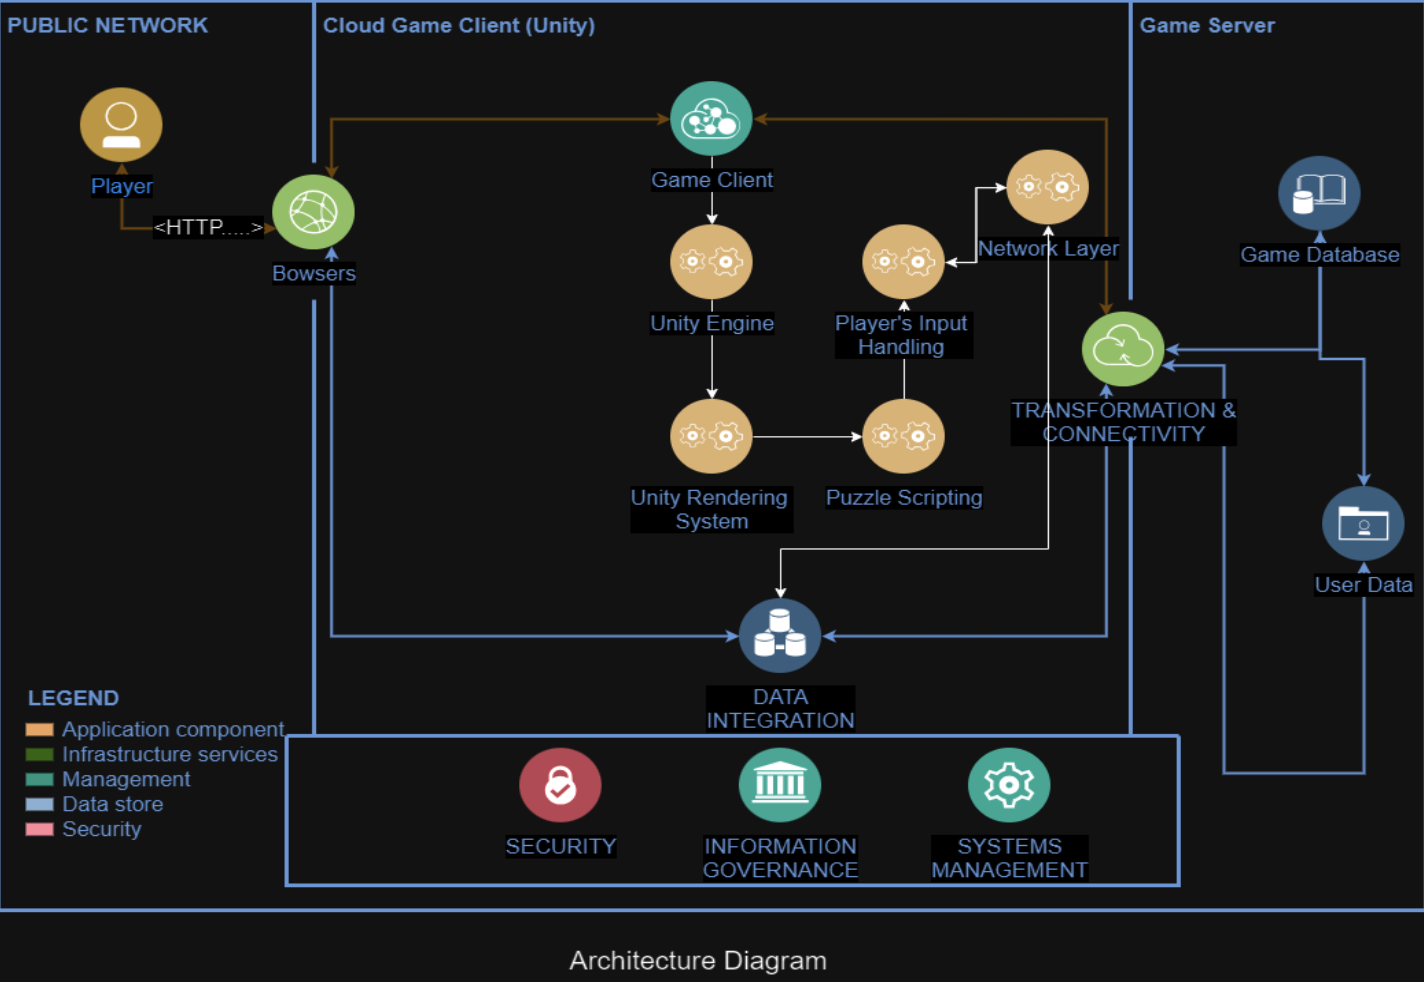 PUBLIC NETWORK
Cloud Game Client (Unity)
Game Server
Player
<HTTP.....>
Bowsers
Game Client
Network Layer
Game Database
Unity Engine
Player's Input
Handling
TRANSFORMATION &
CONNECTIVITY
Unity Rendering
System
Puzzle Scripting
User Data
DATA
INTEGRATION
LEGEND
Application component
Infrastructure services
Management
Data store
Security
SECURITY
INFORMATION
GOVERNANCE
SYSTEMS
MANAGEMENT
Architecture Diagram